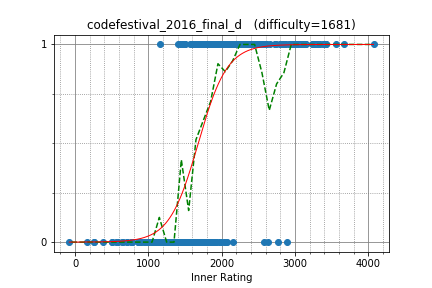 codefestival_2016_final_d (difficulty=1681)
1
0
0 1000 2000 3000 4000
Inner Rating